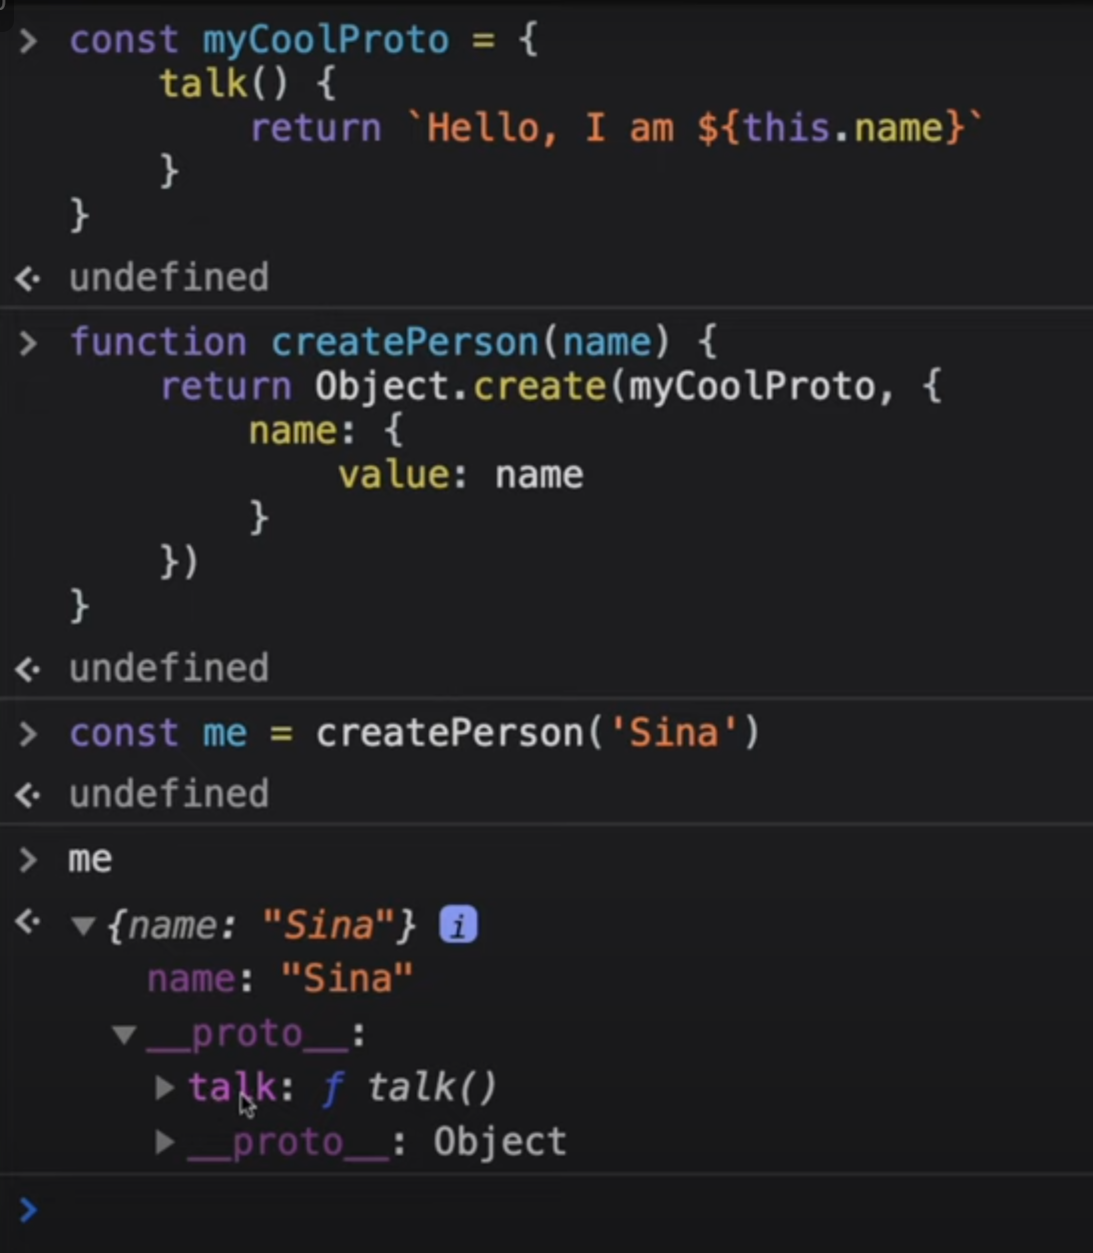 > const myCoolProto = {
talk() {
return `Hello, I am ${this.name}`
}
}
undefined
> function createPerson(name) {
return Object.create(myCoolProto, {
name: {
value: name
}
})
}
undefined
> const me = createPerson('Sina')
undefined
> me
{name: "Sina"} i
name: "Sina"
__proto__:
talk: ƒ talk()
__proto__: Object
>